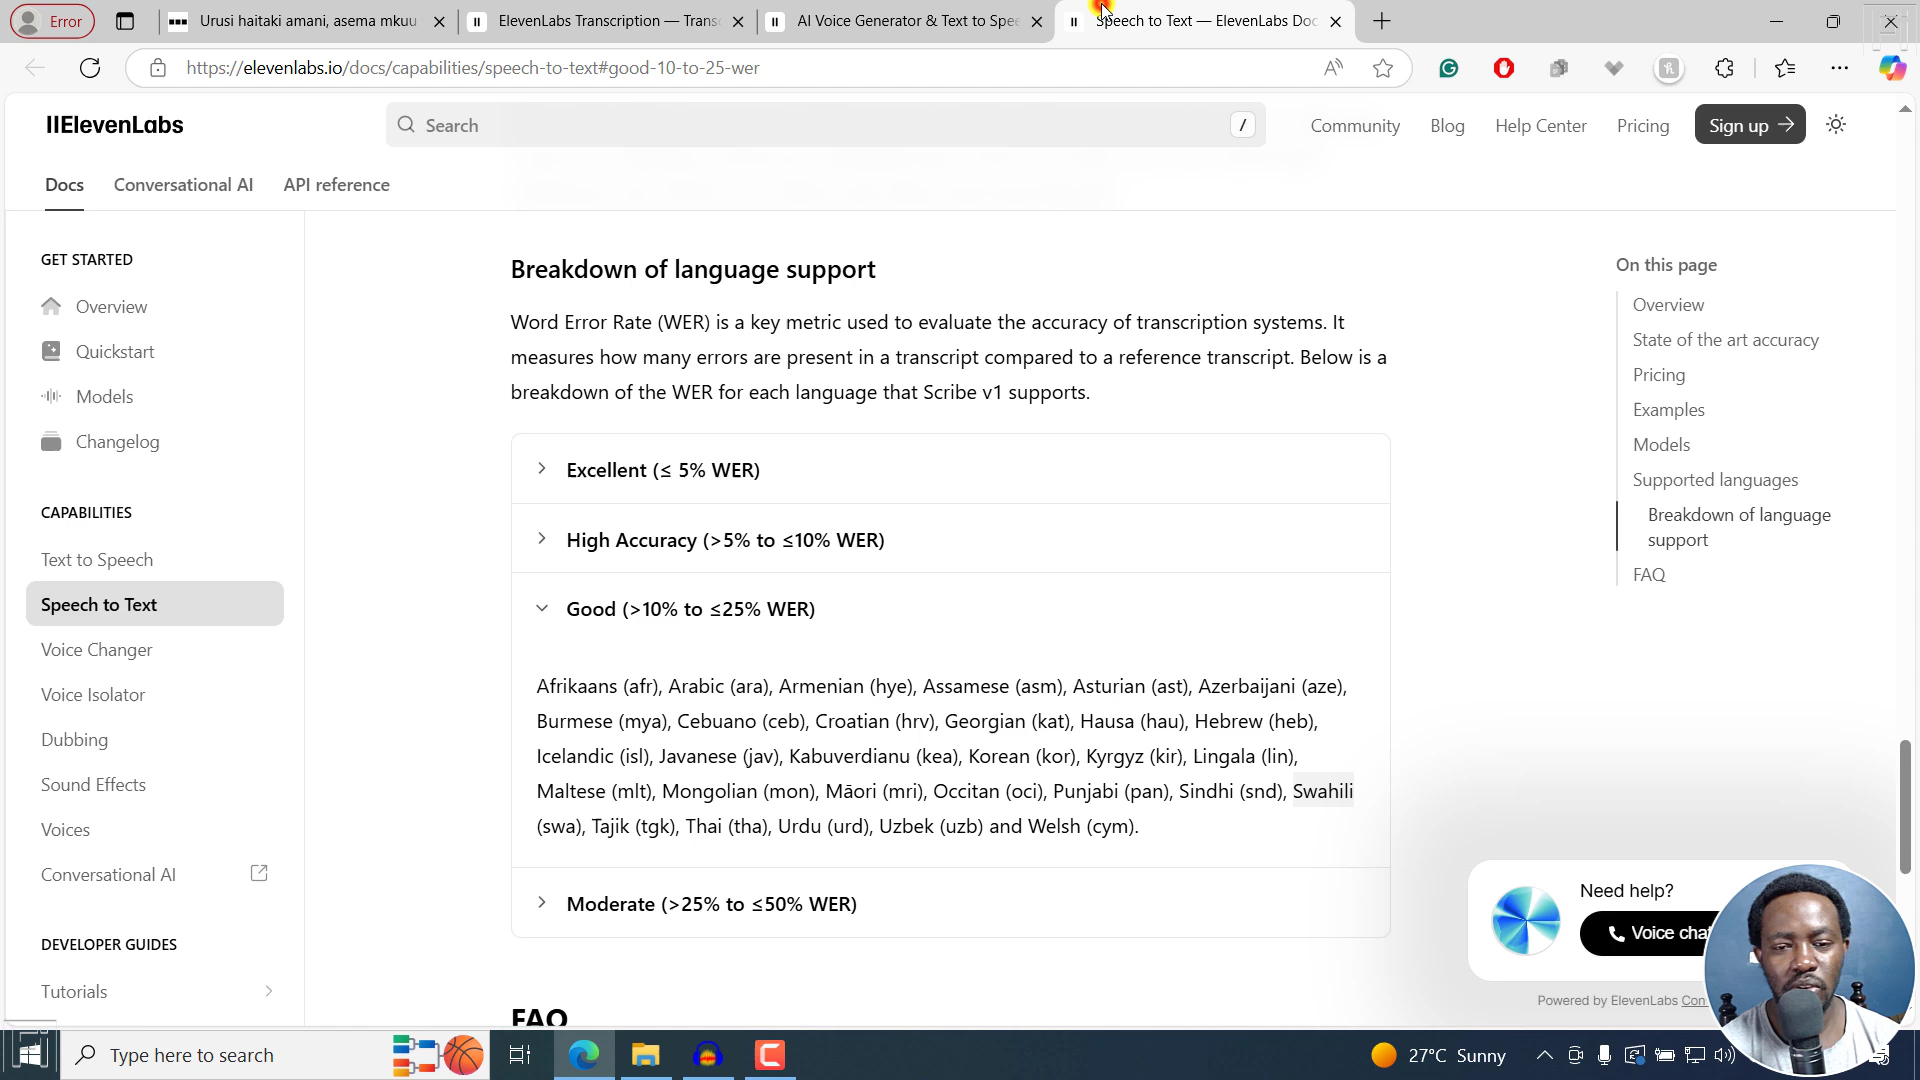 Error
Urusi haitaki amani, asema mkuu
ElevenLabs Transcription — Trans
AI Voice Generator & Text to Spee
Speech to Text — ElevenLabs Doc
https://elevenlabs.io/docs/capabilities/speech-to-text#good-10-to-25-wer
IIElevenLabs
Search
/
Community
Blog
Help Center
Pricing
Sign up
Docs
Conversational AI
API reference
GET STARTED
Overview
Quickstart
Models
Changelog
CAPABILITIES
Text to Speech
Speech to Text
Voice Changer
Voice Isolator
Dubbing
Sound Effects
Voices
Conversational AI
DEVELOPER GUIDES
Tutorials
Breakdown of language support
Word Error Rate (WER) is a key metric used to evaluate the accuracy of transcription systems. It
measures how many errors are present in a transcript compared to a reference transcript. Below is a
breakdown of the WER for each language that Scribe v1 supports.
Excellent (≤ 5% WER)
High Accuracy (>5% to ≤10% WER)
Good (>10% to ≤25% WER)
Afrikaans (afr), Arabic (ara), Armenian (hye), Assamese (asm), Asturian (ast), Azerbaijani (aze),
Burmese (mya), Cebuano (ceb), Croatian (hrv), Georgian (kat), Hausa (hau), Hebrew (heb),
Icelandic (isl), Javanese (jav), Kabuverdianu (kea), Korean (kor), Kyrgyz (kir), Lingala (lin),
Maltese (mlt), Mongolian (mon), Māori (mri), Occitan (oci), Punjabi (pan), Sindhi (snd), Swahili
(swa), Tajik (tgk), Thai (tha), Urdu (urd), Uzbek (uzb) and Welsh (cym).
Moderate (>25% to ≤50% WER)
FAQ
On this page
Overview
State of the art accuracy
Pricing
Examples
Models
Supported languages
Breakdown of language
support
FAQ
Need help?
Voice chat
Powered by ElevenLabs Con
Type here to search
27°C Sunny